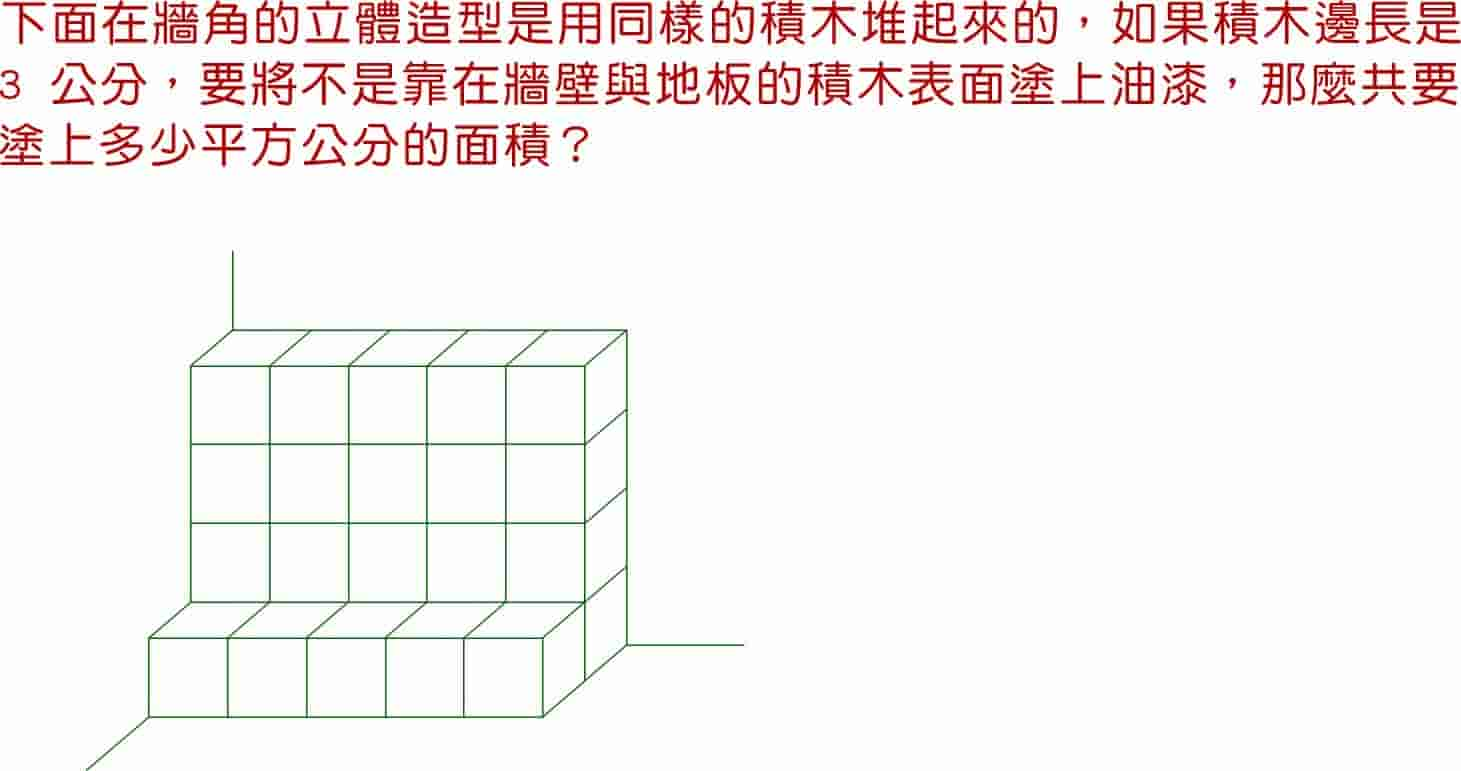 下面在牆角的立體造型是用同樣的積木堆起來的，如果積木邊長是
3 公分，要將不是靠在牆壁與地板的積木表面塗上油漆，那麼共要
塗上多少平方公分的面積？